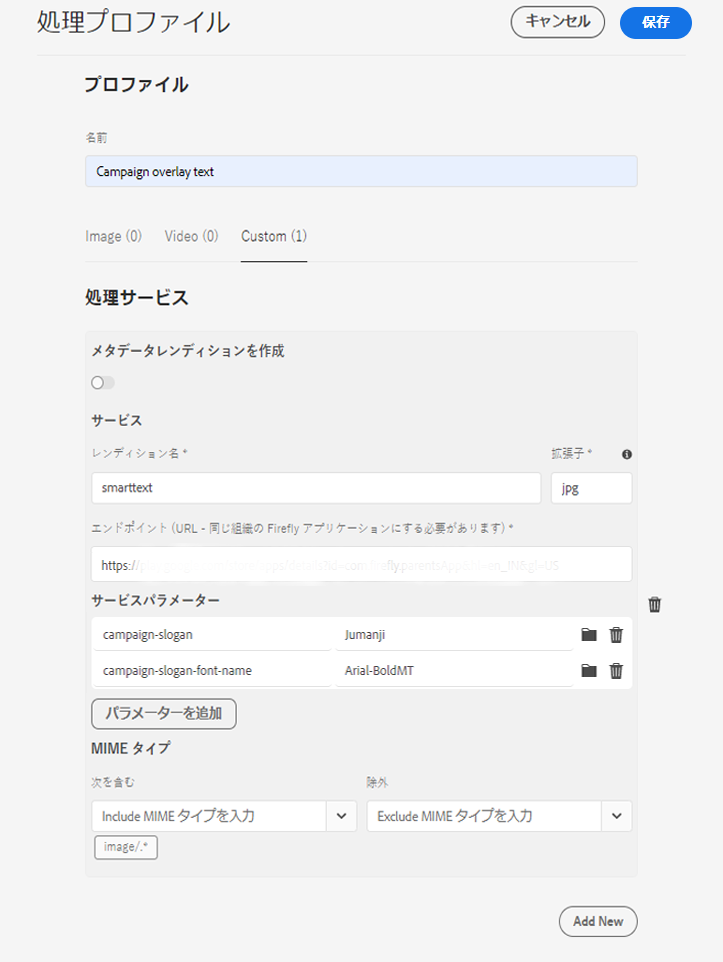 処理プロファイル
キャンセル
保存
プロファイル
名前
Campaign overlay text
Image (0) Video (0) Custom (1)
処理サービス
メタデータレンディションを作成
サービス
レンディション名 * 拡張子 *
smarttext jpg
エンドポイント (URL - 同じ組織の Firefly アプリケーションにする必要があります) *
https://
サービスパラメーター
campaign-slogan Jumanji
campaign-slogan-font-name Arial-BoldMT
パラメーターを追加
MIME タイプ
次を含む 除外
Include MIME タイプを入力 Exclude MIME タイプを入力
image/.*
Add New